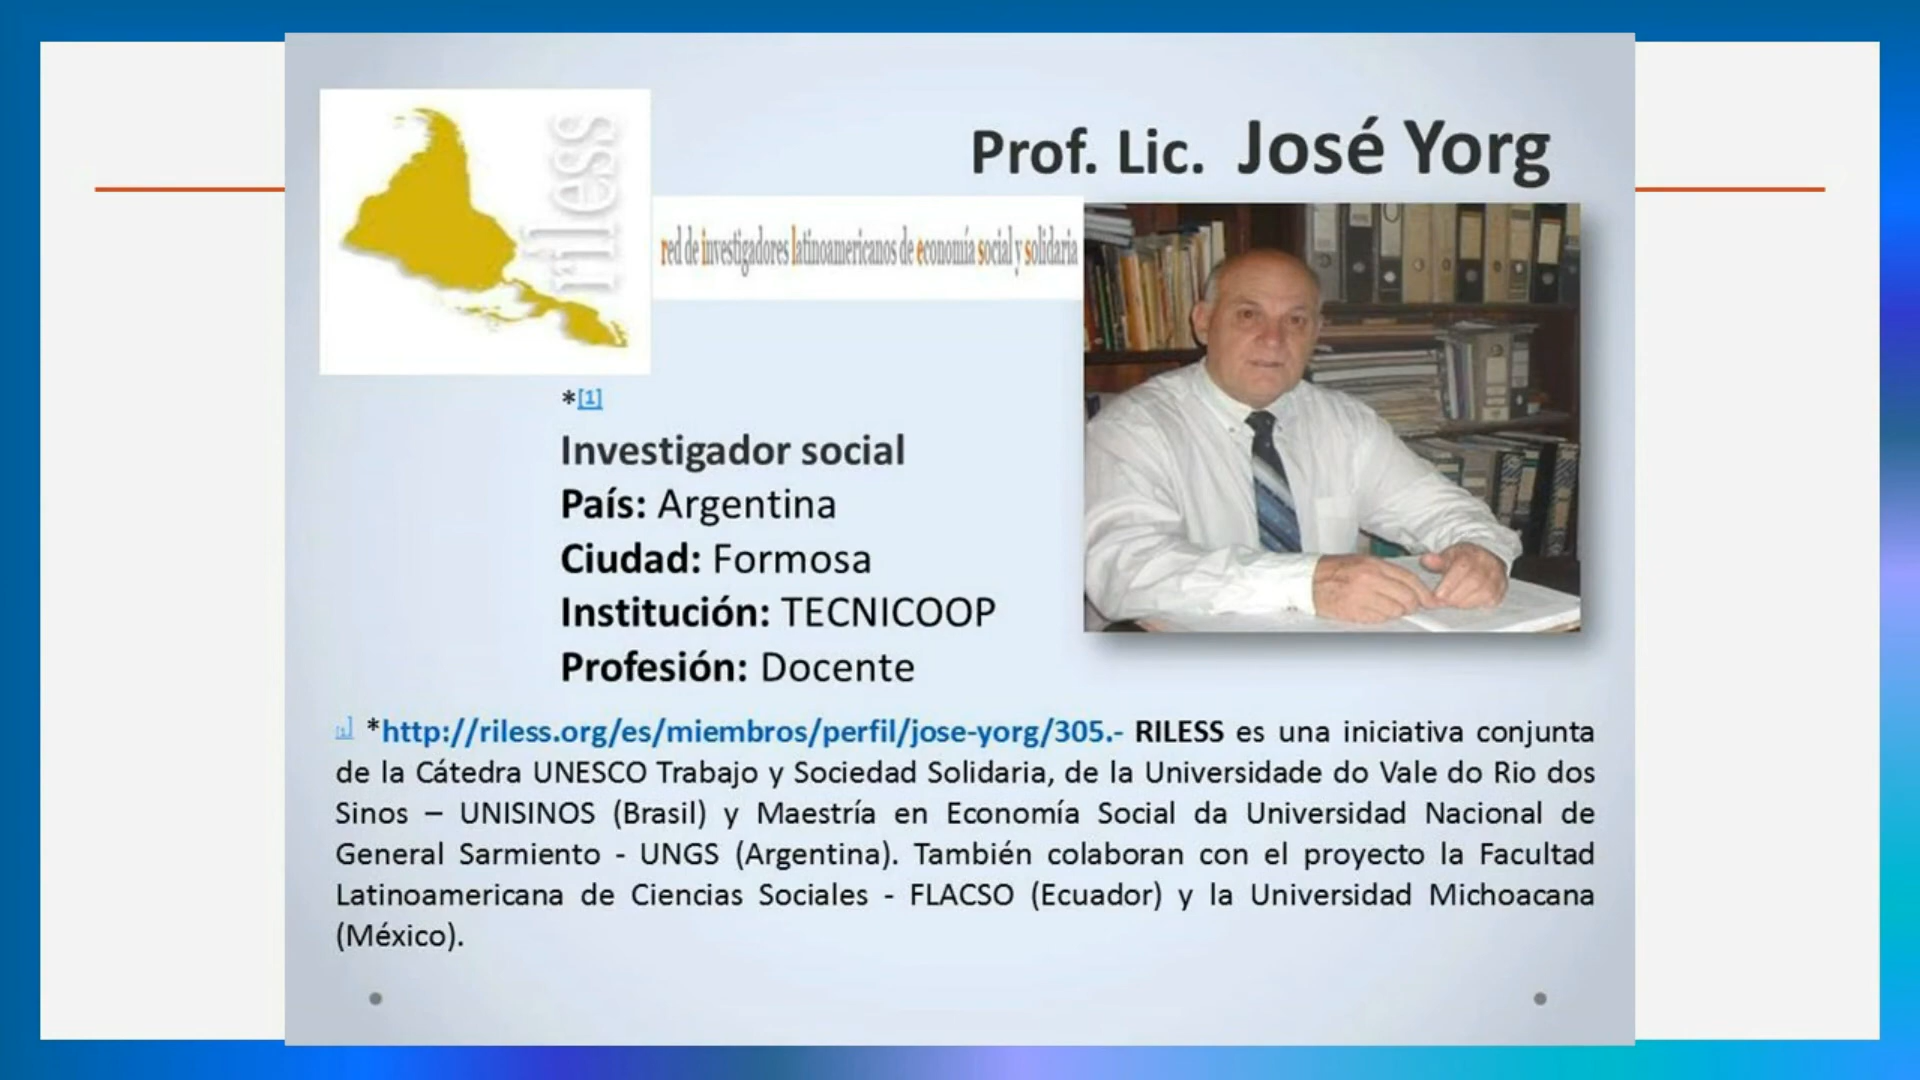 riless
Prof. Lic. José Yorg
red de investigadores latinoamericanos de economía social y solidaria
*[1]
Investigador social
País: Argentina
Ciudad: Formosa
Institución: TECNICOOP
Profesión: Docente
[1] *http://riless.org/es/miembros/perfil/jose-yorg/305.- RILESS es una iniciativa conjunta
de la Cátedra UNESCO Trabajo y Sociedad Solidaria, de la Universidade do Vale do Rio dos
Sinos – UNISINOS (Brasil) y Maestría en Economía Social da Universidad Nacional de
General Sarmiento - UNGS (Argentina). También colaboran con el proyecto la Facultad
Latinoamericana de Ciencias Sociales - FLACSO (Ecuador) y la Universidad Michoacana
(México).